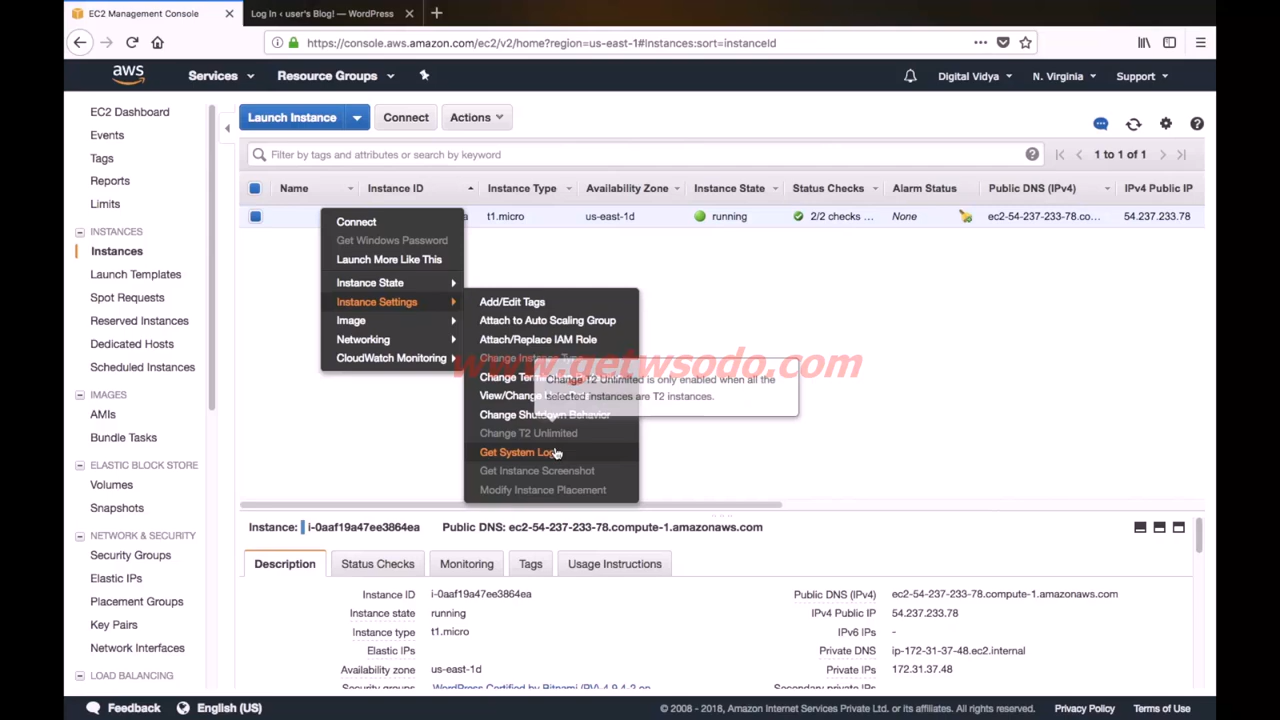 EC2 Management Console
Log In ‹ user's Blog! — WordPress
https://console.aws.amazon.com/ec2/v2/home?region=us-east-1#Instances:sort=instanceId
aws
Services
Resource Groups
Digital Vidya
N. Virginia
Support
EC2 Dashboard
Events
Tags
Reports
Limits
INSTANCES
Instances
Launch Templates
Spot Requests
Reserved Instances
Dedicated Hosts
Scheduled Instances
IMAGES
AMIs
Bundle Tasks
ELASTIC BLOCK STORE
Volumes
Snapshots
NETWORK & SECURITY
Security Groups
Elastic IPs
Placement Groups
Key Pairs
Network Interfaces
LOAD BALANCING
Launch Instance
Connect
Actions
Filter by tags and attributes or search by keyword
1 to 1 of 1
Name Instance ID Instance Type Availability Zone Instance State Status Checks Alarm Status Public DNS (IPv4) IPv4 Public IP
t1.micro us-east-1d running 2/2 checks ... None ec2-54-237-233-78.co... 54.237.233.78
Connect
Get Windows Password
Launch More Like This
Instance State
Instance Settings
Image
Networking
CloudWatch Monitoring
Add/Edit Tags
Attach to Auto Scaling Group
Attach/Replace IAM Role
Change Instance
Change
View/Change
Change Shutdown Behavior
Change T2 Unlimited
Get System Log
Get Instance Screenshot
Modify Instance Placement
Change T2 Unlimited is only enabled when all the
selected instances are T2 instances.
www.getwsodo.com
Instance: i-0aaf19a47ee3864ea Public DNS: ec2-54-237-233-78.compute-1.amazonaws.com
Description
Status Checks
Monitoring
Tags
Usage Instructions
Instance ID i-0aaf19a47ee3864ea
Instance state running
Instance type t1.micro
Elastic IPs
Availability zone us-east-1d
Security groups WordPress Certified by Bitnami
Public DNS (IPv4) ec2-54-237-233-78.compute-1.amazonaws.com
IPv4 Public IP 54.237.233.78
IPv6 IPs -
Private DNS ip-172-31-37-48.ec2.internal
Private IPs 172.31.37.48
Secondary private IPs
Feedback
English (US)
© 2008 - 2018, Amazon Internet Services Private Ltd. or its affiliates. All rights reserved.
Privacy Policy
Terms of Use